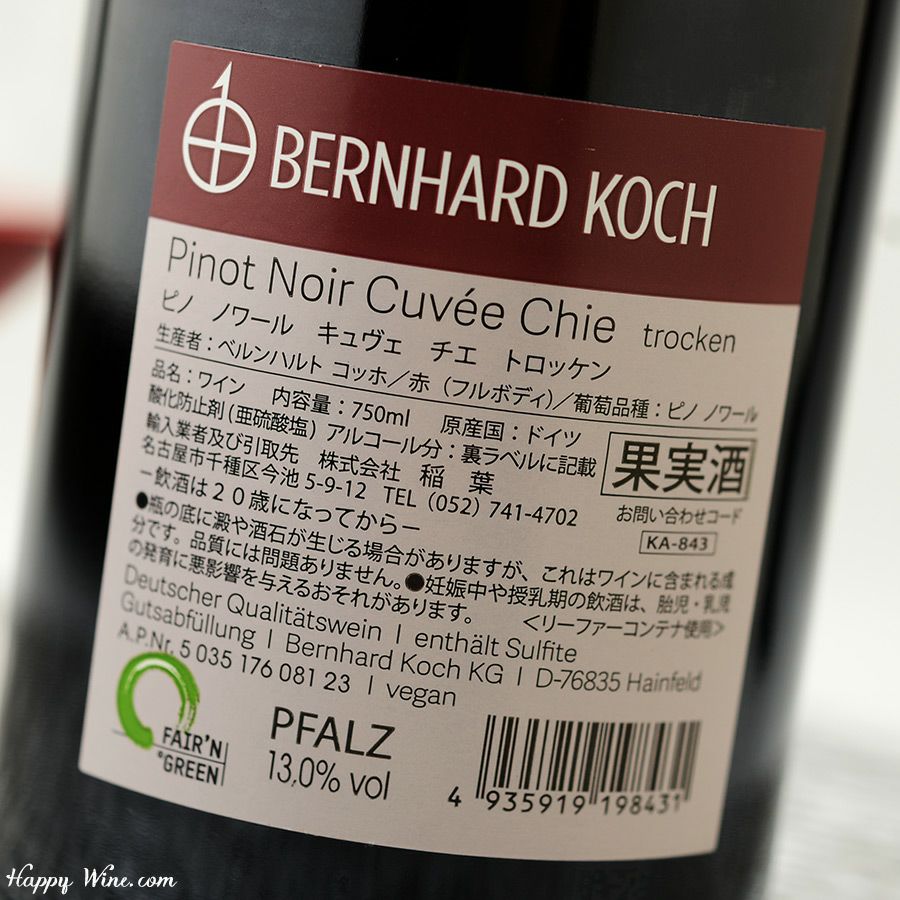 BERNHARD KOCH
Pinot Noir Cuvée Chie trocken
ピノ ノワール キュヴェ チエ トロッケン
生産者：ベルンハルト コッホ／赤（フルボディ）／葡萄品種：ピノ ノワール
品名：ワイン 内容量：750ml 原産国：ドイツ
酸化防止剤(亜硫酸塩) アルコール分：裏ラベルに記載
輸入業者及び引取先 株式会社 稲 葉
名古屋市千種区今池 5-9-12 TEL（052）741-4702
果実酒
お問い合わせコード
KA-843
－飲酒は２０歳になってから－
●瓶の底に澱や酒石が生じる場合がありますが、これはワインに含まれる成
分です。品質には問題ありません。●妊娠中や授乳期の飲酒は、胎児・乳児
の発育に悪影響を与えるおそれがあります。 ＜リーファーコンテナ使用＞
Deutscher Qualitätswein | enthält Sulfite
Gutsabfüllung | Bernhard Koch KG | D-76835 Hainfeld
A.P.Nr. 5 035 176 081 23 | vegan
FAIR'N
GREEN
PFALZ
13,0% vol
4 935919 198431
Happy Wine.com